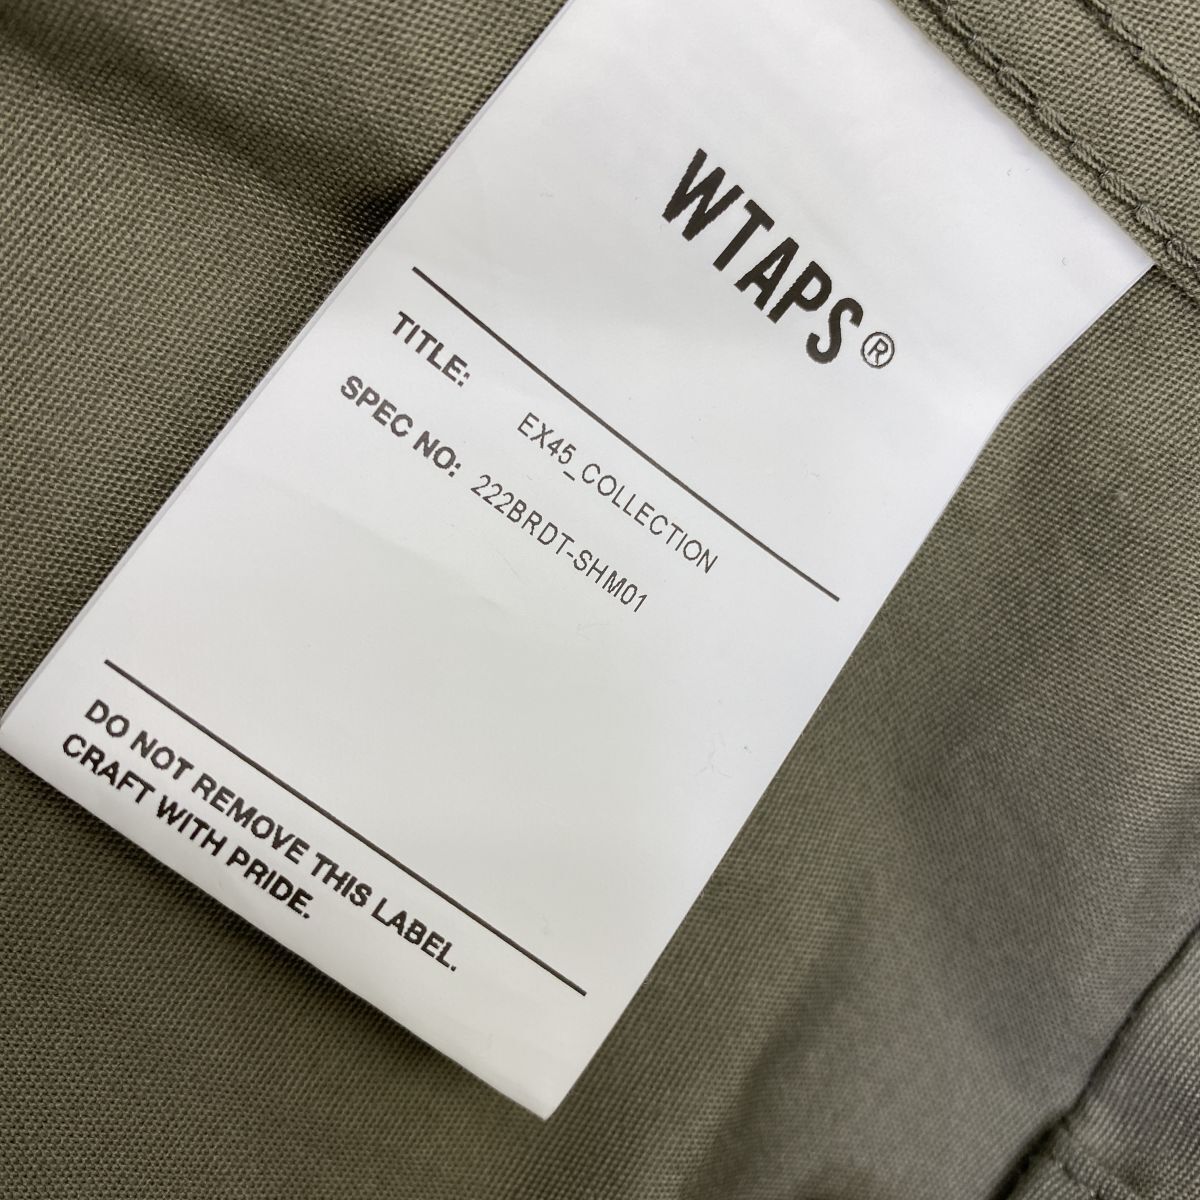 WTAPS®
TITLE: EX45_COLLECTION
SPEC NO: 222BRDT-SHM01
DO NOT REMOVE THIS LABEL.
CRAFT WITH PRIDE.